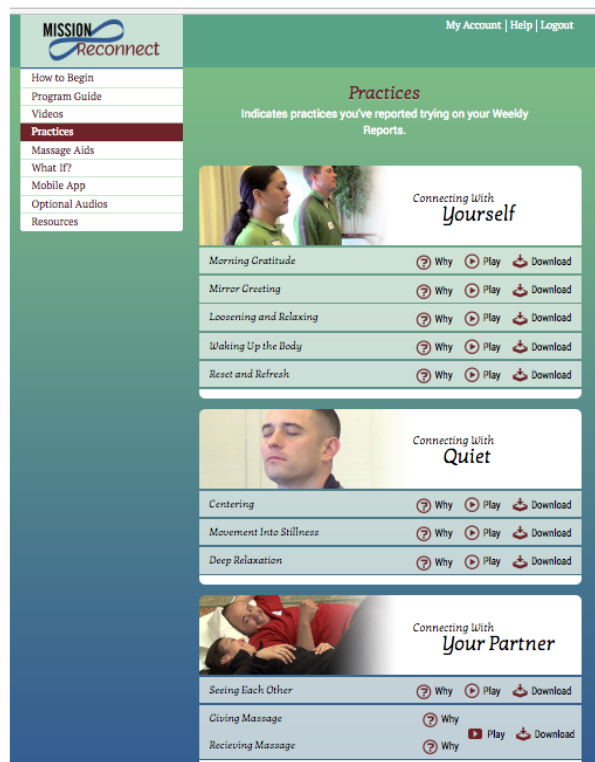 MISSION
Reconnect
My Account | Help | Logout
How to Begin
Program Guide
Videos
Practices
Massage Aids
What If?
Mobile App
Optional Audios
Resources
Practices
Indicates practices you've reported trying on your Weekly
Reports.
Connecting With
Yourself
Morning Gratitude Why Play Download
Mirror Greeting Why Play Download
Loosening and Relaxing Why Play Download
Waking Up the Body Why Play Download
Reset and Refresh Why Play Download
Connecting With
Quiet
Centering Why Play Download
Movement Into Stillness Why Play Download
Deep Relaxation Why Play Download
Connecting With
Your Partner
Seeing Each Other Why Play Download
Giving Massage Why
Play Download
Recieving Massage Why